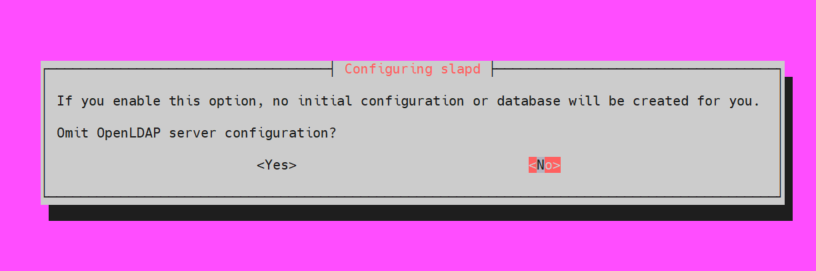 Configuring slapd
If you enable this option, no initial configuration or database will be created for you.
Omit OpenLDAP server configuration?
<Yes> <No>